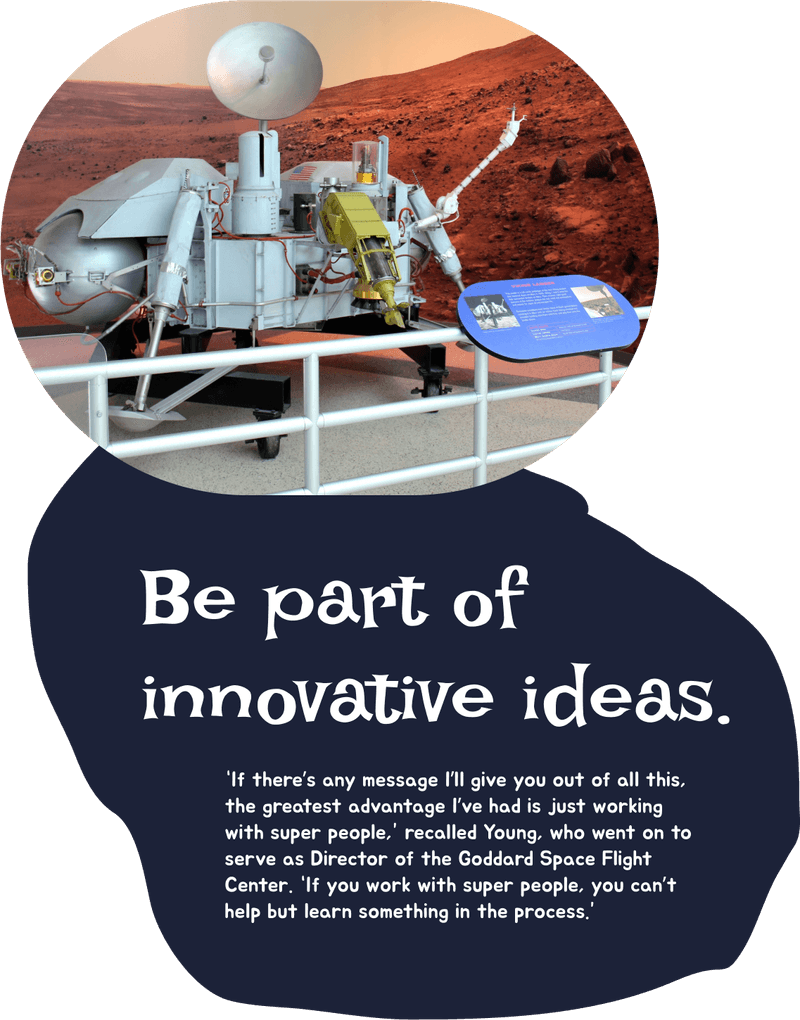 VIKING LANDER
Be part of
innovative ideas.
'If there's any message I'll give you out of all this,
the greatest advantage I've had is just working
with super people,' recalled Young, who went on to
serve as Director of the Goddard Space Flight
Center. 'If you work with super people, you can't
help but learn something in the process.'